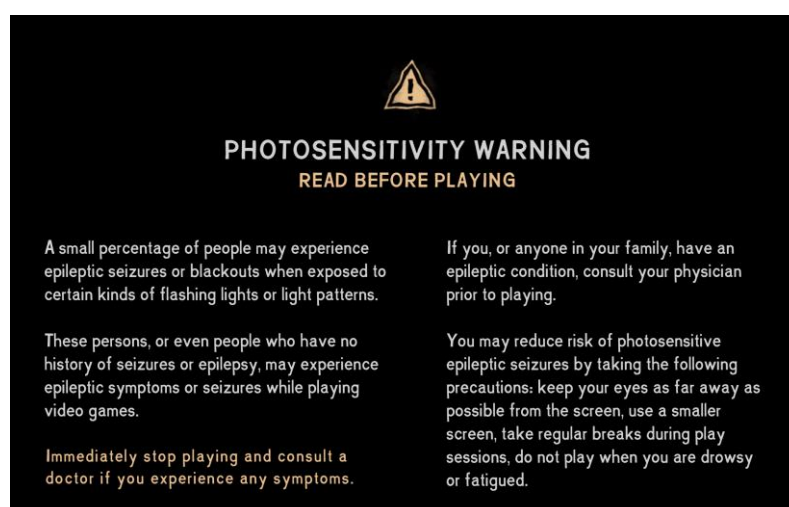 PHOTOSENSITIVITY WARNING
READ BEFORE PLAYING
A small percentage of people may experience
epileptic seizures or blackouts when exposed to
certain kinds of flashing lights or light patterns.
These persons, or even people who have no
history of seizures or epilepsy, may experience
epileptic symptoms or seizures while playing
video games.
Immediately stop playing and consult a
doctor if you experience any symptoms.
If you, or anyone in your family, have an
epileptic condition, consult your physician
prior to playing.
You may reduce risk of photosensitive
epileptic seizures by taking the following
precautions: keep your eyes as far away as
possible from the screen, use a smaller
screen, take regular breaks during play
sessions, do not play when you are drowsy
or fatigued.